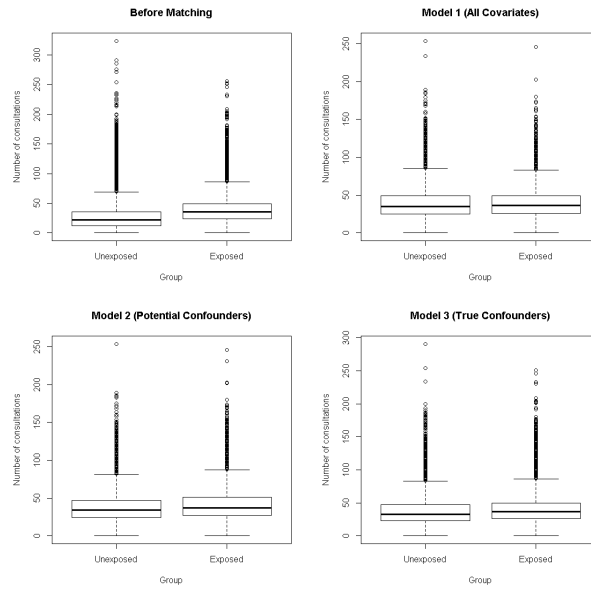 Before Matching
Number of consultations
0 50 100 150 200 250 300
Unexposed Exposed
Group
Model 1 (All Covariates)
Number of consultations
0 50 100 150 200 250
Unexposed Exposed
Group
Model 2 (Potential Confounders)
Number of consultations
0 50 100 150 200 250
Unexposed Exposed
Group
Model 3 (True Confounders)
Number of consultations
0 50 100 150 200 250 300
Unexposed Exposed
Group